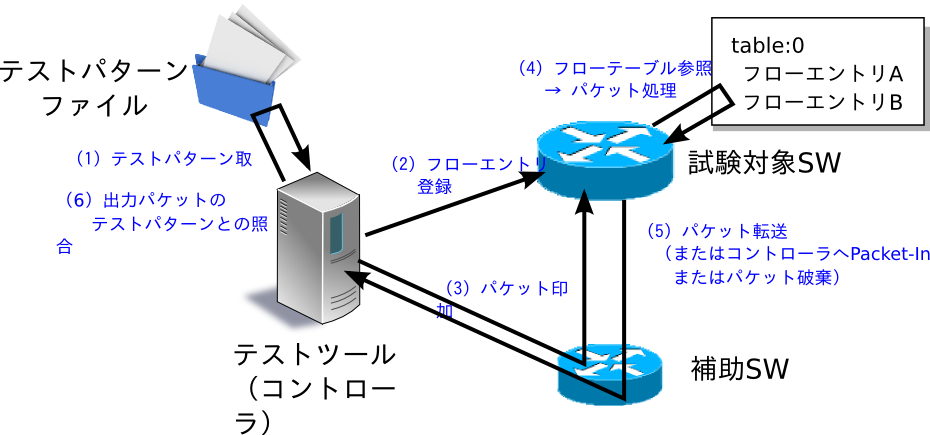 テストパターン
ファイル
（1）テストパターン取
（6）出力パケットの
テストパターンとの照
合
テストツール
（コントロー
ラ）
（2）フローエントリ
登録
（3）パケット印
加
（4）フローテーブル参照
→ パケット処理
table:0
フローエントリA
フローエントリB
試験対象SW
（5）パケット転送
（またはコントローラへPacket-In
またはパケット破棄）
補助SW